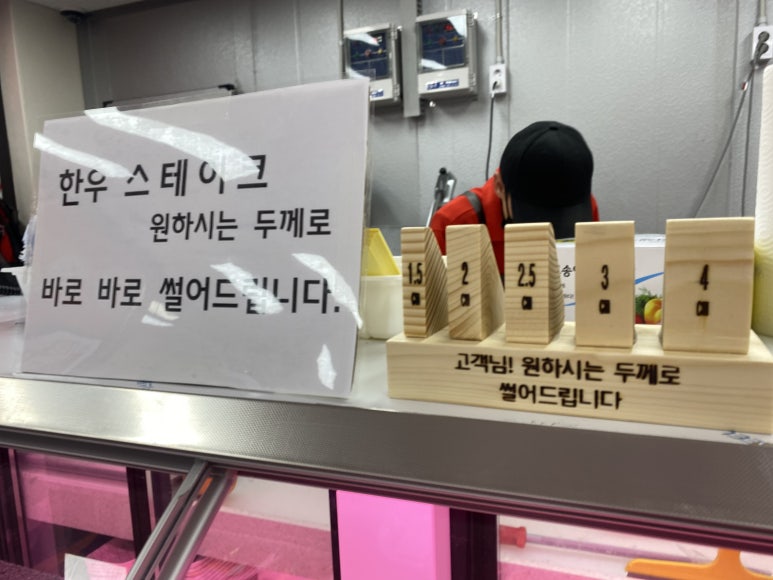 한우 스테이크
원하시는 두께로
바로 바로 썰어드립니다.
1.5
cm
2
cm
2.5
cm
3
cm
4
cm
고객님! 원하시는 두께로
썰어드립니다